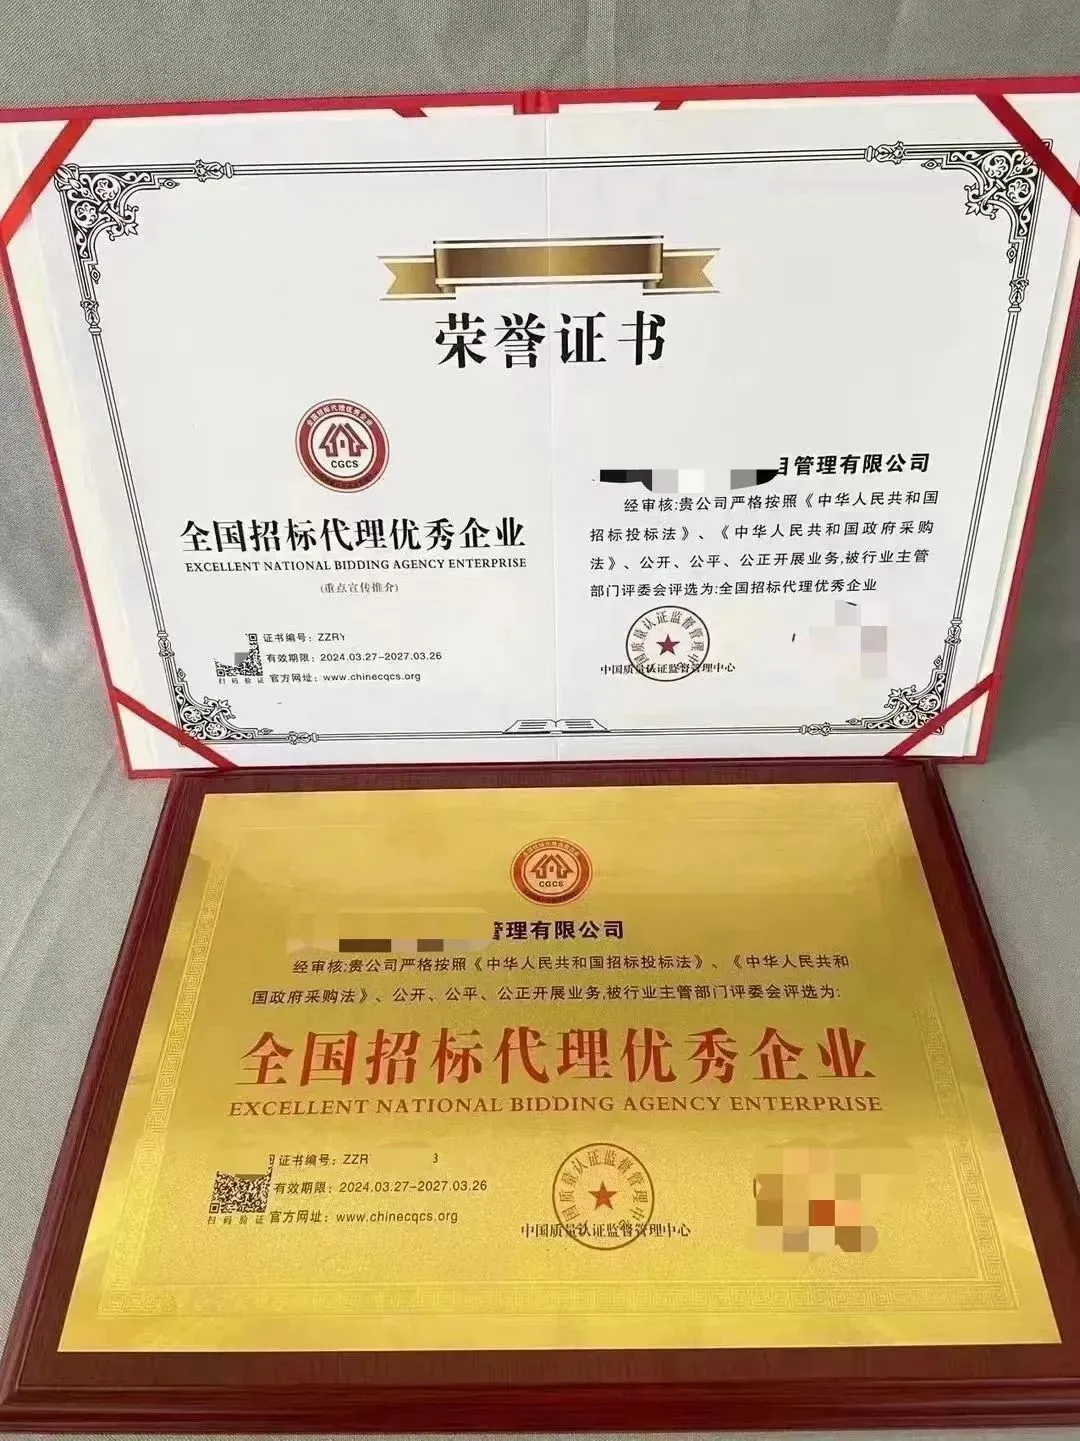 荣誉证书
CGCS
全国招标代理优秀企业
EXCELLENT NATIONAL BIDDING AGENCY ENTERPRISE
(重点宣传推介)
证书编号：ZZRY
有效期限：2024.03.27-2027.03.26
扫码验证 官方网址：www.chinecqcs.org
管理有限公司
经审核:贵公司严格按照《中华人民共和国
招标投标法》、《中华人民共和国政府采购
法》、公开、公平、公正开展业务,被行业主管
部门评委会评选为:全国招标代理优秀企业
中国质量认证监督管理中心
CGCS
管理有限公司
经审核:贵公司严格按照《中华人民共和国招标投标法》、《中华人民共和
国政府采购法》、公开、公平、公正开展业务,被行业主管部门评委会评选为:
全国招标代理优秀企业
EXCELLENT NATIONAL BIDDING AGENCY ENTERPRISE
证书编号：ZZR
有效期限：2024.03.27-2027.03.26
扫码验证 官方网址：www.chinecqcs.org
中国质量认证监督管理中心